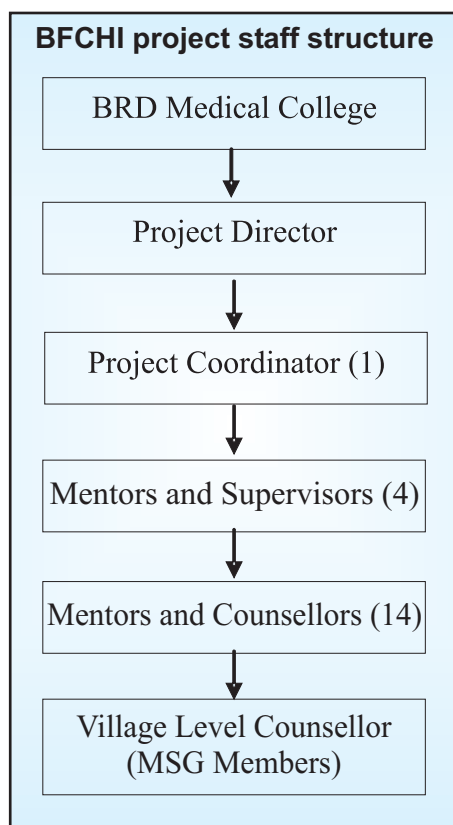 BFCHI project staff structure
BRD Medical College
Project Director
Project Coordinator (1)
Mentors and Supervisors (4)
Mentors and Counsellors (14)
Village Level Counsellor
(MSG Members)